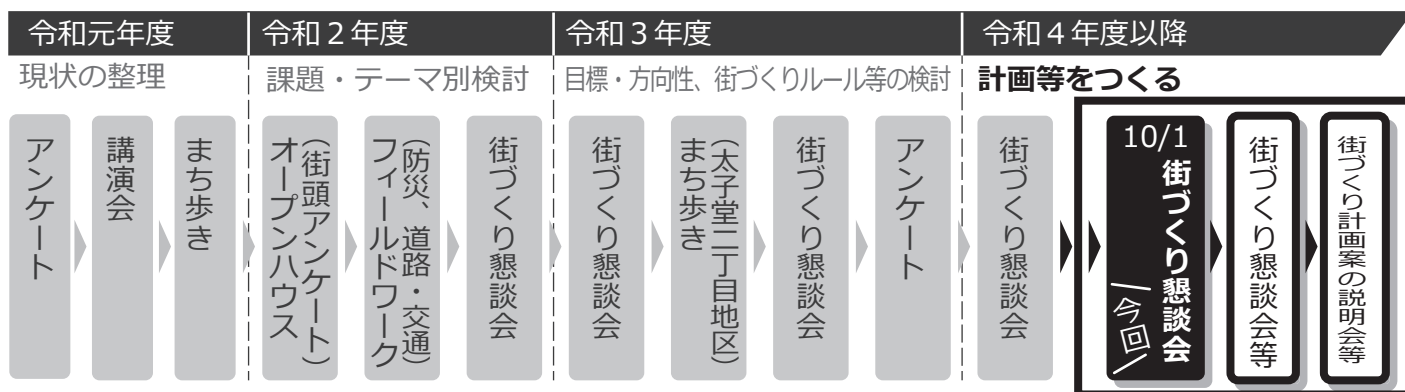 令和元年度
令和２年度
令和３年度
令和４年度以降
現状の整理
課題・テーマ別検討
目標・方向性、街づくりルール等の検討
計画等をつくる
アンケート
講演会
まち歩き
オープンハウス
（街頭アンケート）
フィールドワーク
（防災、道路・交通）
街づくり懇談会
街づくり懇談会
まち歩き
（太子堂二丁目地区）
街づくり懇談会
アンケート
街づくり懇談会
10/1
街づくり懇談会
今回
街づくり懇談会等
街づくり計画案の説明会等